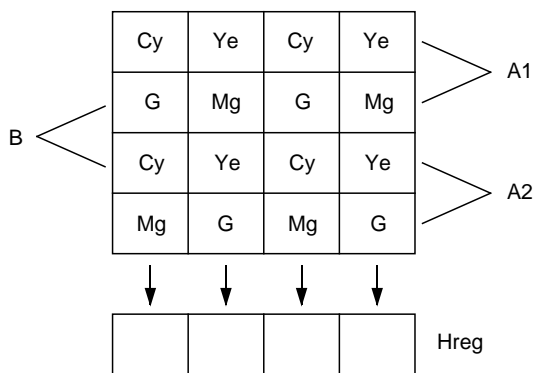 Cy Ye Cy Ye
A1
G Mg G Mg
B
Cy Ye Cy Ye
A2
Mg G Mg G
Hreg